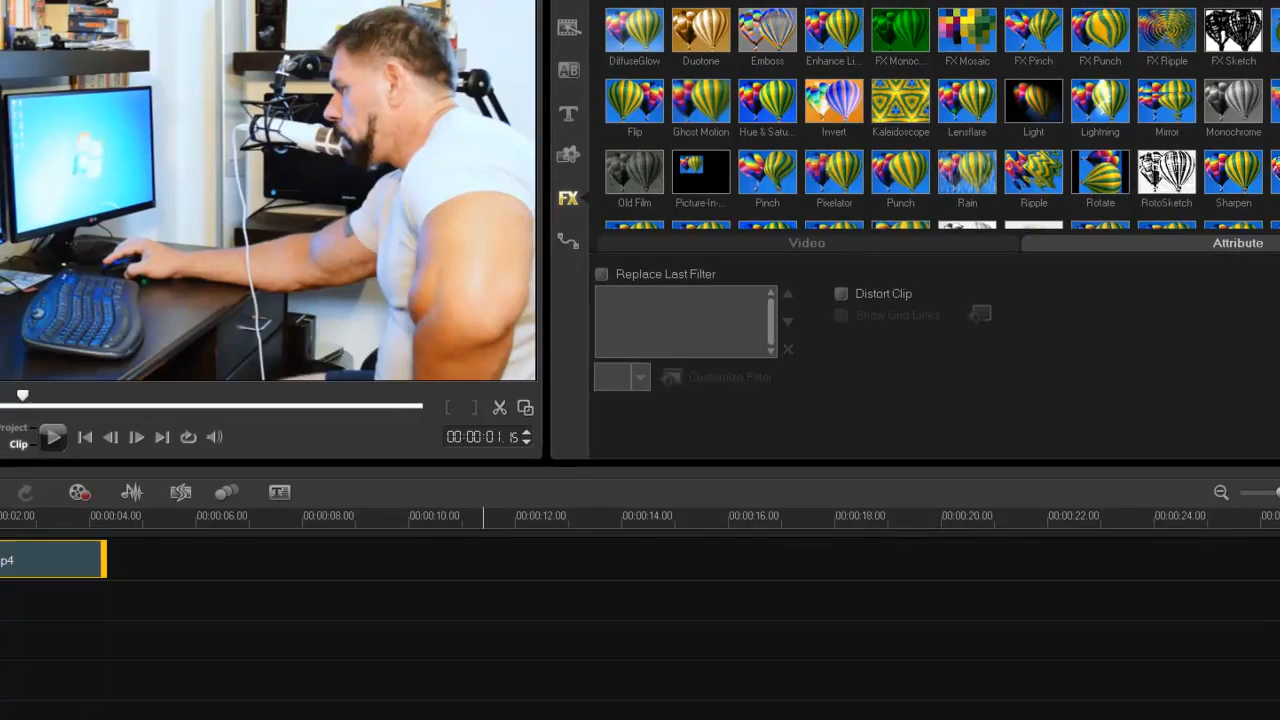 DiffuseGlow Duotone Emboss Enhance Li... FX Monoc... FX Mosaic FX Pinch FX Punch FX Ripple FX Sketch
AB
T
Flip Ghost Motion Hue & Satu... Invert Kaleidoscope Lensflare Light Lightning Mirror Monochrome
FX
Old Film Picture-In-... Pinch Pixelator Punch Rain Ripple Rotate RotoSketch Sharpen
Video Attribute
Replace Last Filter
Distort Clip
Show Grid Lines
Customize Filter
Project
Clip
[ ]
00:00:01. 15
00:02.00 00:00:04.00 00:00:06.00 00:00:08.00 00:00:10.00 00:00:12.00 00:00:14.00 00:00:16.00 00:00:18.00 00:00:20.00 00:00:22.00 00:00:24.00 00:0
p4